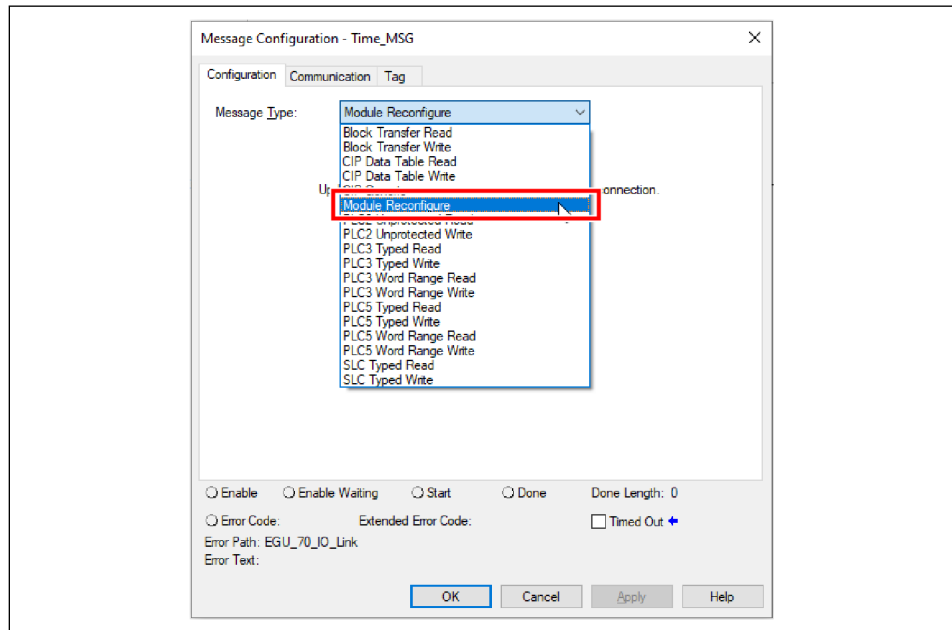 Message Configuration - Time_MSG
Configuration Communication Tag
Message Type: Module Reconfigure
Block Transfer Read
Block Transfer Write
CIP Data Table Read
CIP Data Table Write
onnection.
Module Reconfigure
PLC2 Unprotected Write
PLC3 Typed Read
PLC3 Typed Write
PLC3 Word Range Read
PLC3 Word Range Write
PLC5 Typed Read
PLC5 Typed Write
PLC5 Word Range Read
PLC5 Word Range Write
SLC Typed Read
SLC Typed Write
Enable Enable Waiting Start Done Done Length: 0
Error Code: Extended Error Code: Timed Out
Error Path: EGU_70_IO_Link
Error Text:
OK Cancel Apply Help